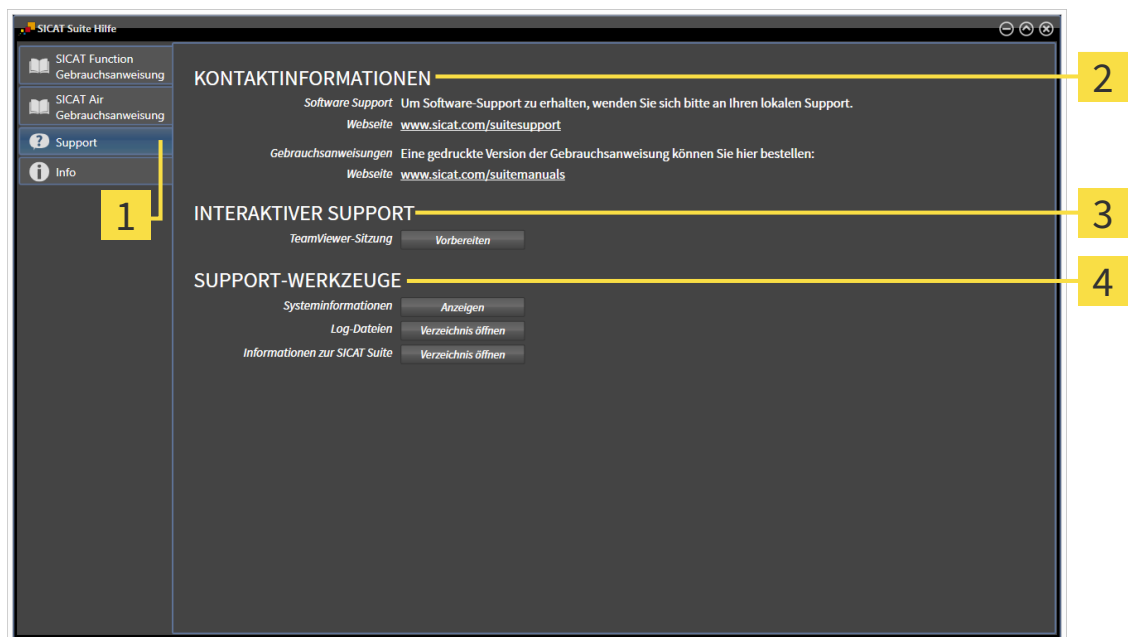 SICAT Suite Hilfe
SICAT Function
Gebrauchsanweisung
SICAT Air
Gebrauchsanweisung
Support
Info
1
KONTAKTINFORMATIONEN
2
Software Support Um Software-Support zu erhalten, wenden Sie sich bitte an Ihren lokalen Support.
Webseite www.sicat.com/suitesupport
Gebrauchsanweisungen Eine gedruckte Version der Gebrauchsanweisung können Sie hier bestellen:
Webseite www.sicat.com/suitemanuals
INTERAKTIVER SUPPORT
3
TeamViewer-Sitzung Vorbereiten
SUPPORT-WERKZEUGE
4
Systeminformationen Anzeigen
Log-Dateien Verzeichnis öffnen
Informationen zur SICAT Suite Verzeichnis öffnen